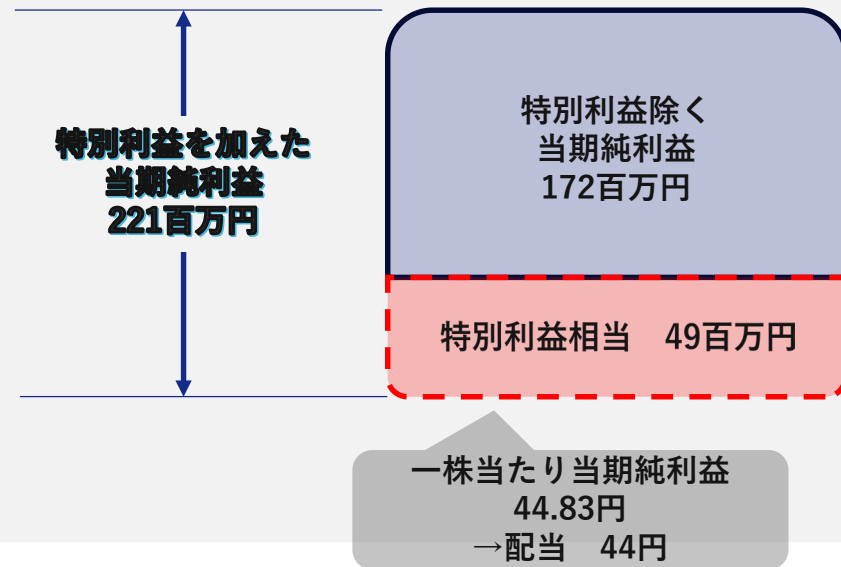 特別利益を加えた
当期純利益
221百万円
特別利益除く
当期純利益
172百万円
特別利益相当　49百万円
一株当たり当期純利益
44.83円
→配当　44円